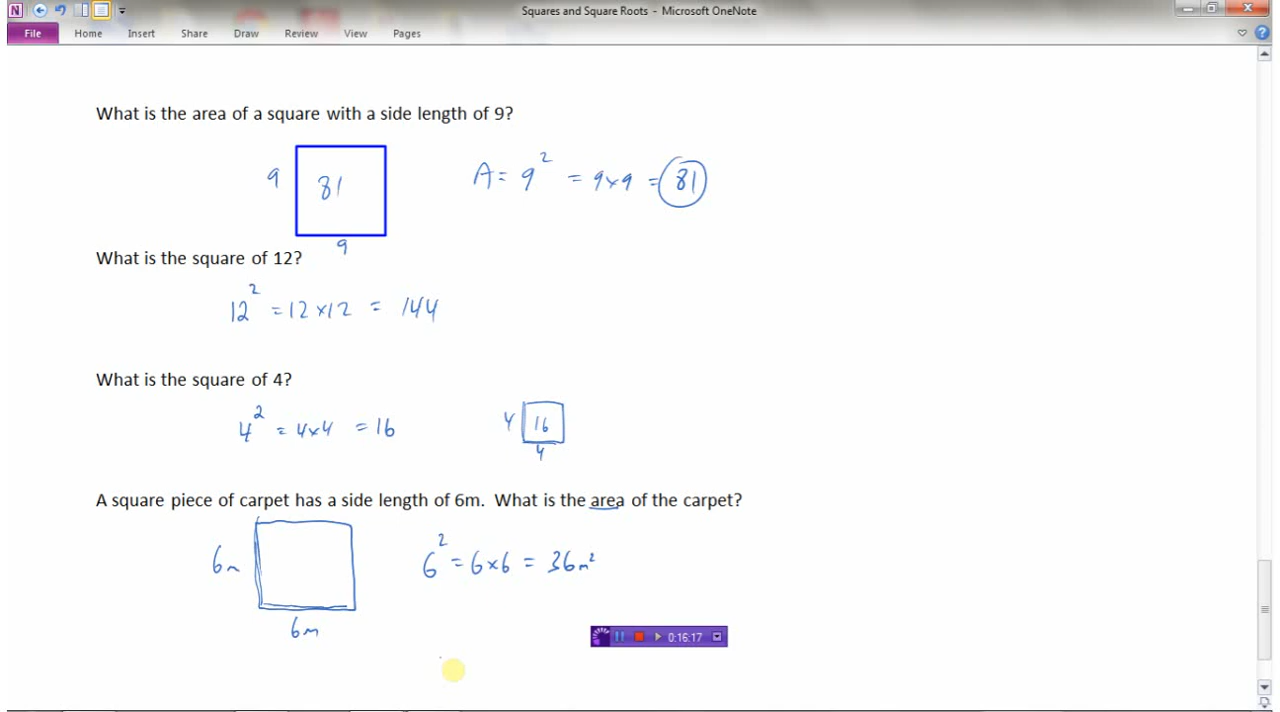 Squares and Square Roots - Microsoft OneNote
File Home Insert Share Draw Review View Pages
What is the area of a square with a side length of 9?
9 81 A = 9² = 9×9 = 81
9
What is the square of 12?
12² = 12×12 = 144
What is the square of 4?
4² = 4×4 = 16 4 16
4
A square piece of carpet has a side length of 6m. What is the area of the carpet?
6m 6² = 6×6 = 36m²
6m
0:16:17